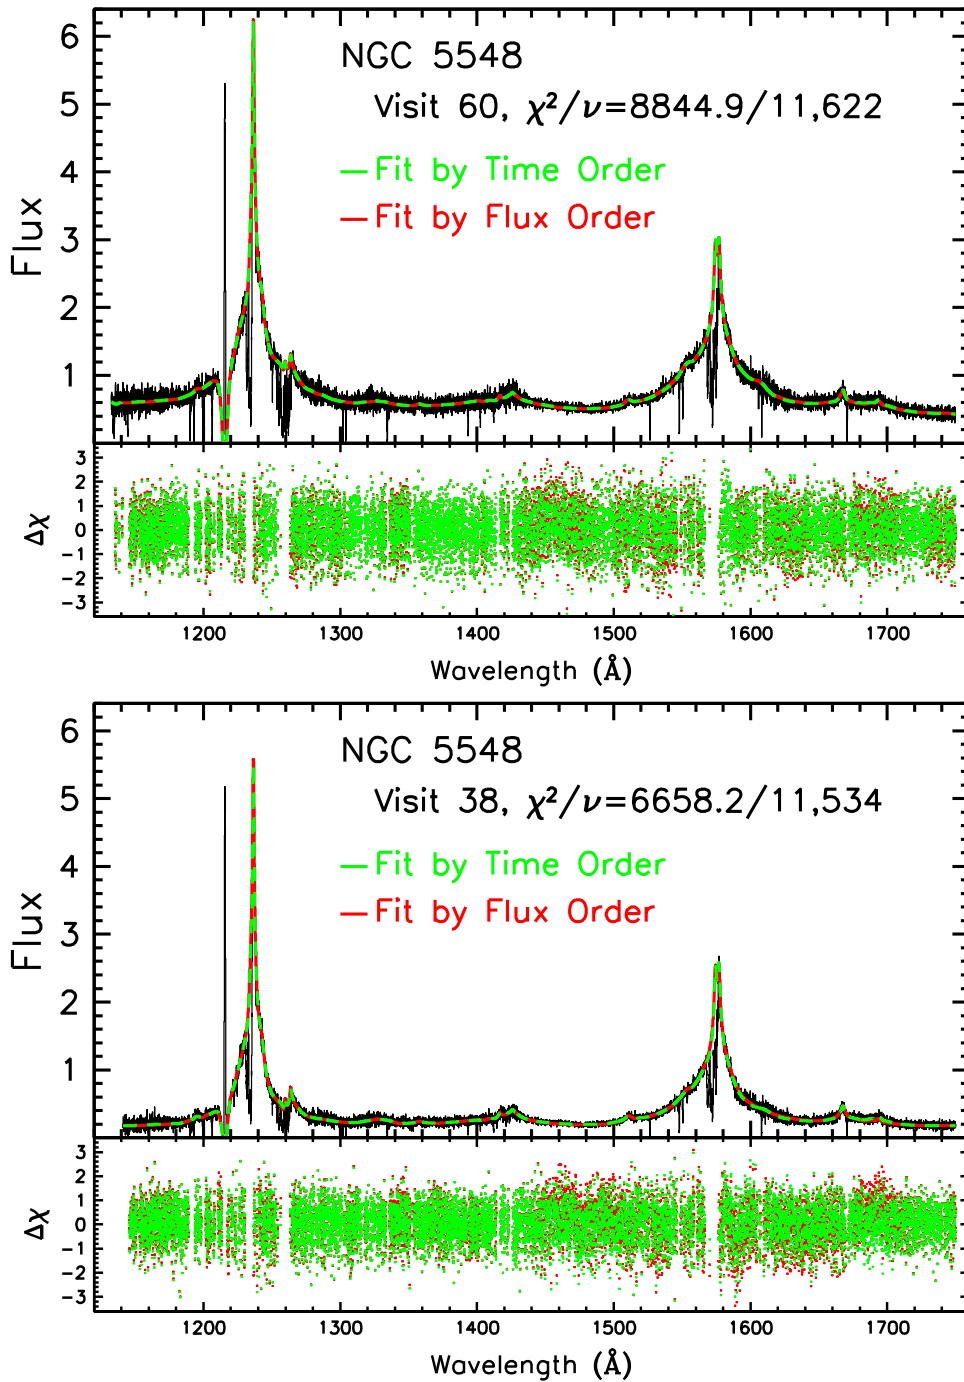 NGC 5548
Visit 60, χ²/ν=8844.9/11,622
Fit by Time Order
Fit by Flux Order
Flux
6
5
4
3
2
1
Δχ
3
2
1
0
−1
−2
−3
1200 1300 1400 1500 1600 1700
Wavelength (Å)
NGC 5548
Visit 38, χ²/ν=6658.2/11,534
Fit by Time Order
Fit by Flux Order
Flux
6
5
4
3
2
1
Δχ
3
2
1
0
−1
−2
−3
1200 1300 1400 1500 1600 1700
Wavelength (Å)